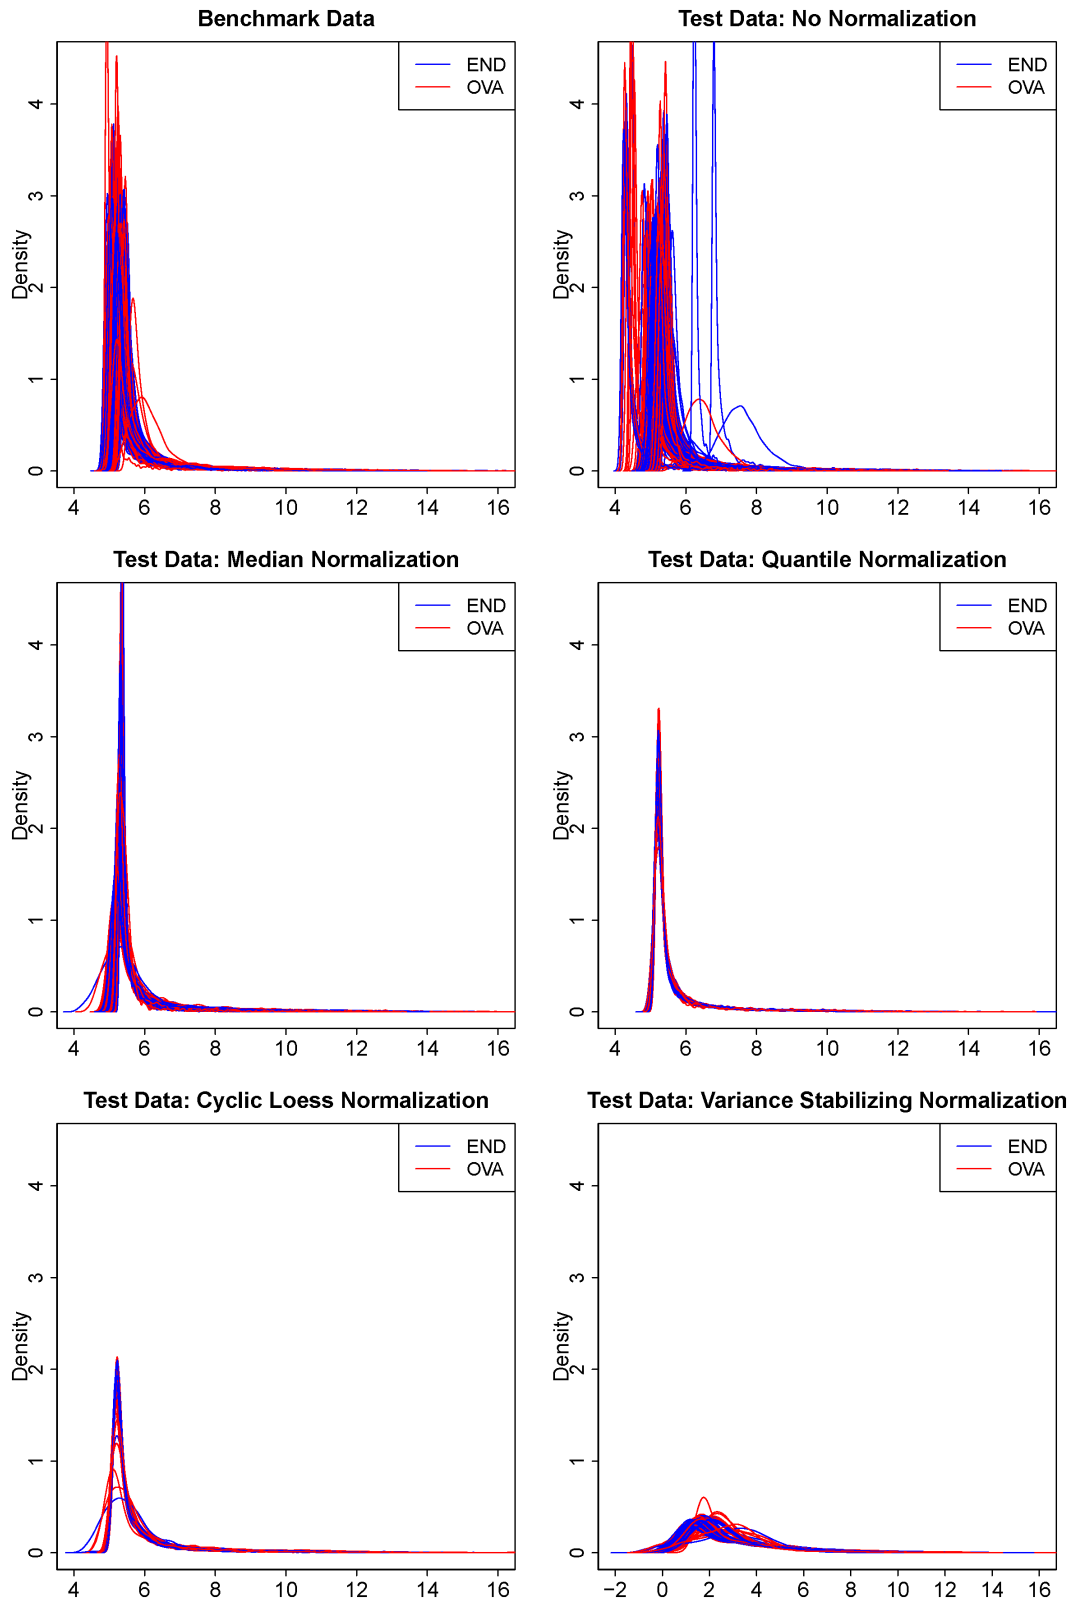 Benchmark Data
Density
0 1 2 3 4
4 6 8 10 12 14 16
END
OVA
Test Data: No Normalization
Density
0 1 2 3 4
4 6 8 10 12 14 16
END
OVA
Test Data: Median Normalization
Density
0 1 2 3 4
4 6 8 10 12 14 16
END
OVA
Test Data: Quantile Normalization
Density
0 1 2 3 4
4 6 8 10 12 14 16
END
OVA
Test Data: Cyclic Loess Normalization
Density
0 1 2 3 4
4 6 8 10 12 14 16
END
OVA
Test Data: Variance Stabilizing Normalization
Density
0 1 2 3 4
−2 0 2 4 6 8 10 12 14 16
END
OVA